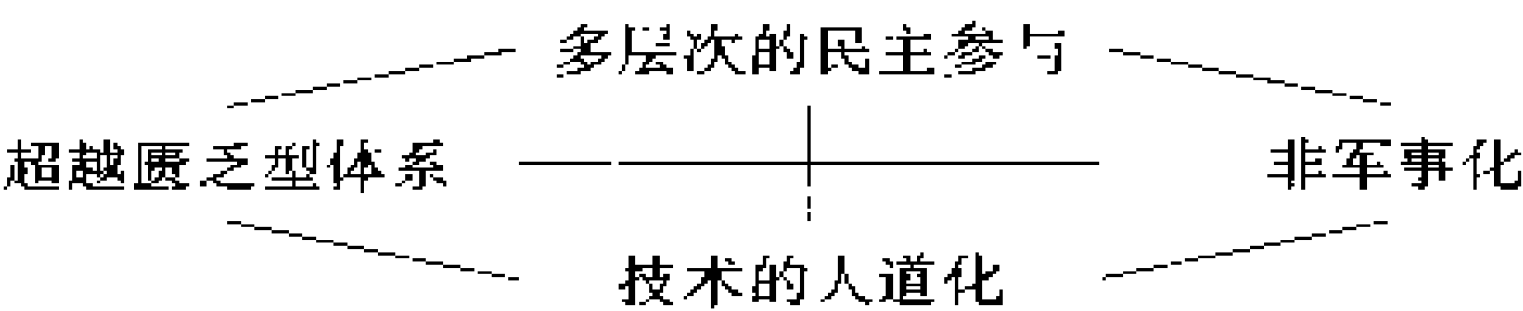 多层次的民主参与
超越匮乏型体系
非军事化
技术的人道化